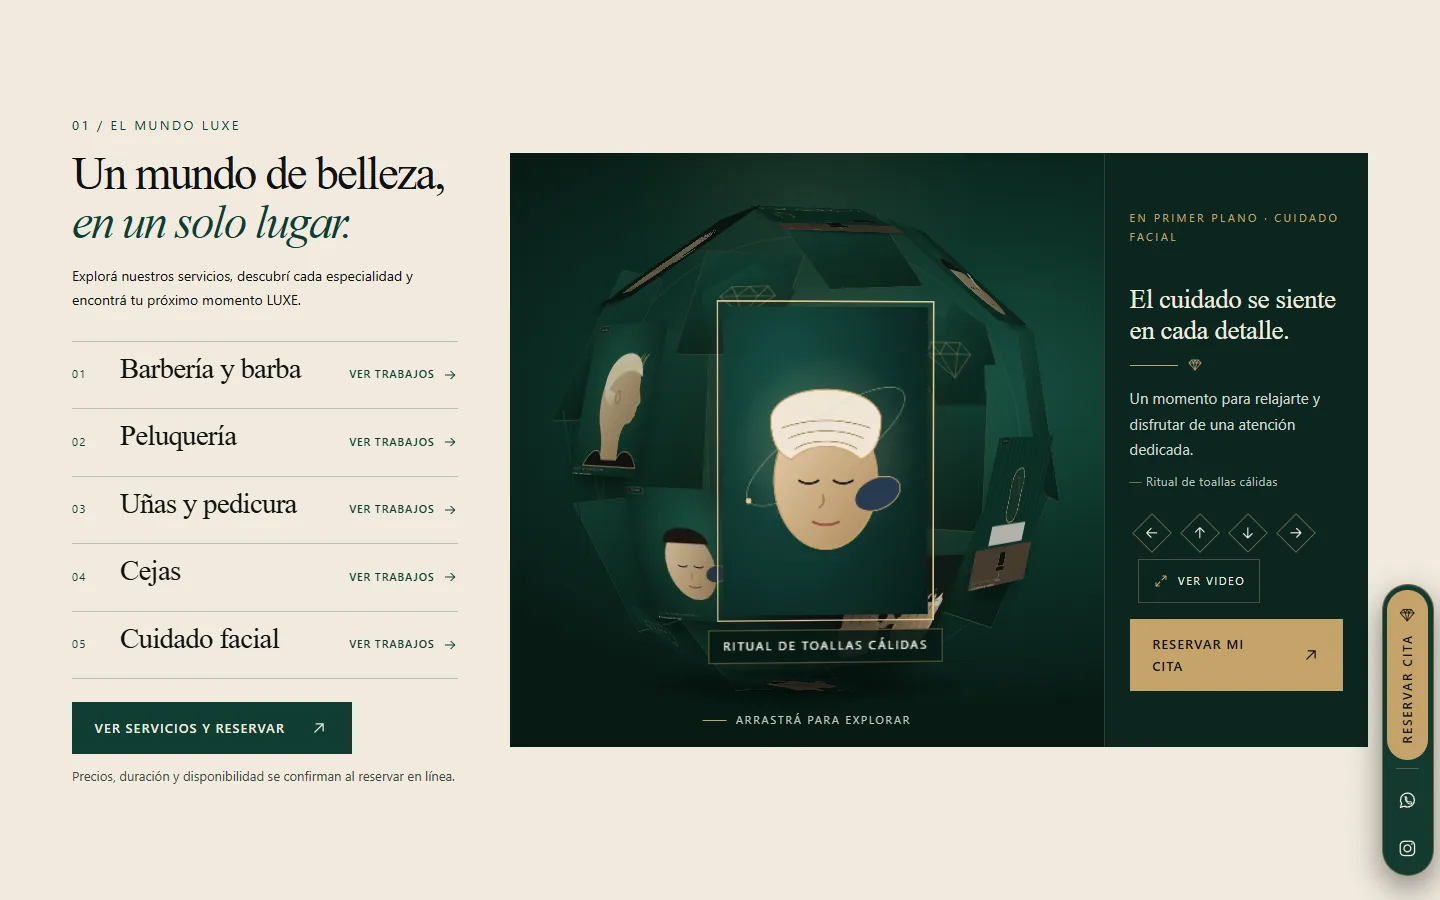 01 / EL MUNDO LUXE
Un mundo de belleza,
en un solo lugar.
Explorá nuestros servicios, descubrí cada especialidad y
encontrá tu próximo momento LUXE.
01 Barbería y barba VER TRABAJOS →
02 Peluquería VER TRABAJOS →
03 Uñas y pedicura VER TRABAJOS →
04 Cejas VER TRABAJOS →
05 Cuidado facial VER TRABAJOS →
VER SERVICIOS Y RESERVAR ↗
Precios, duración y disponibilidad se confirman al reservar en línea.
RITUAL DE TOALLAS CÁLIDAS
ARRASTRÁ PARA EXPLORAR
EN PRIMER PLANO · CUIDADO
FACIAL
El cuidado se siente
en cada detalle.
Un momento para relajarte y
disfrutar de una atención
dedicada.
— Ritual de toallas cálidas
← ↑ ↓ →
VER VIDEO
RESERVAR MI
CITA ↗
RESERVAR CITA